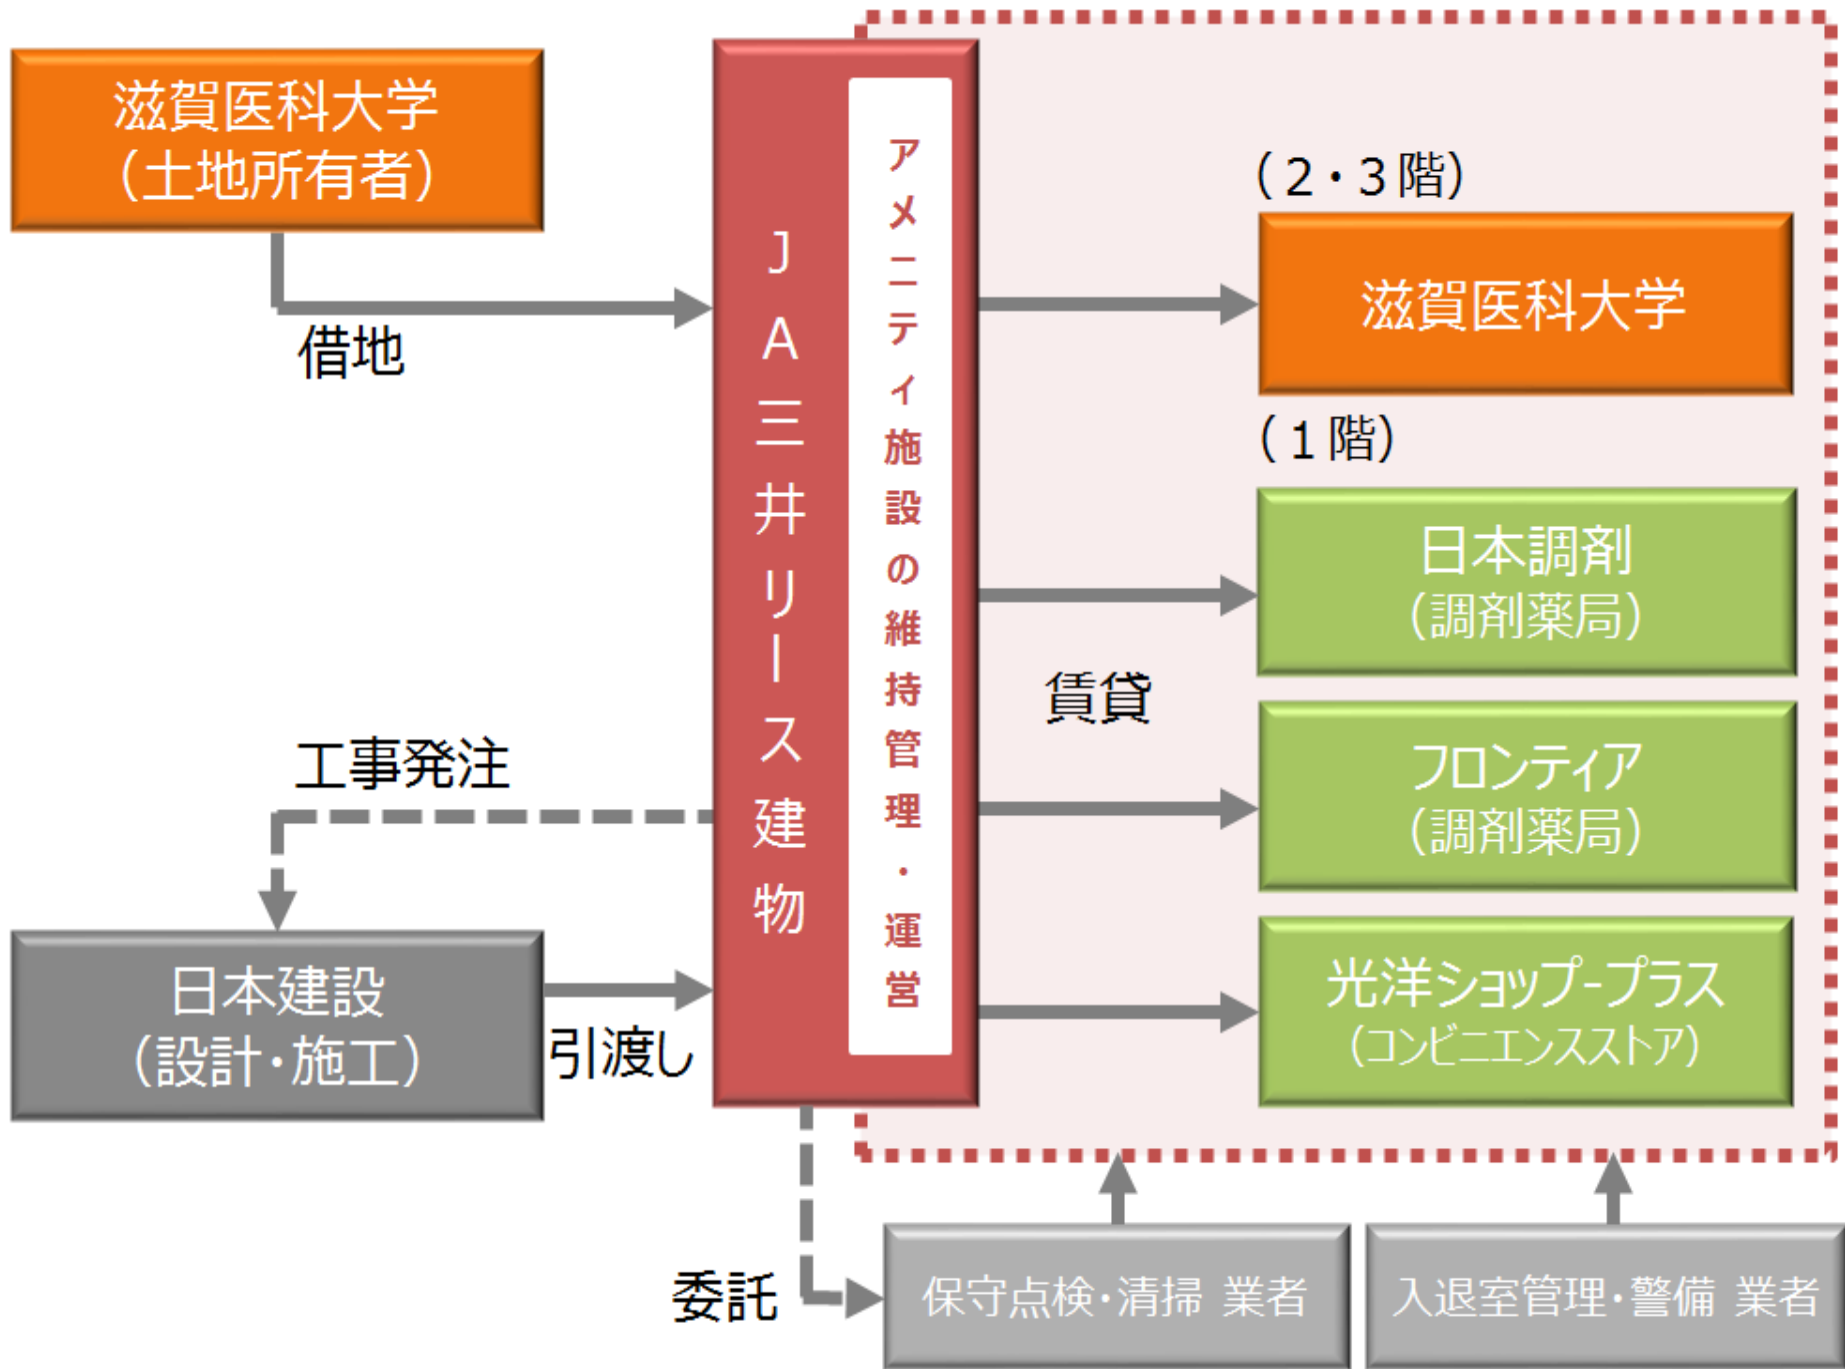 滋賀医科大学
(土地所有者)
借地
JA三井リース建物
アメニティ施設の維持管理・運営
(2・3階)
滋賀医科大学
(1階)
日本調剤
(調剤薬局)
賃貸
フロンティア
(調剤薬局)
光洋ショップ-プラス
(コンビニエンスストア)
工事発注
日本建設
(設計・施工)
引渡し
委託
保守点検・清掃 業者
入退室管理・警備 業者